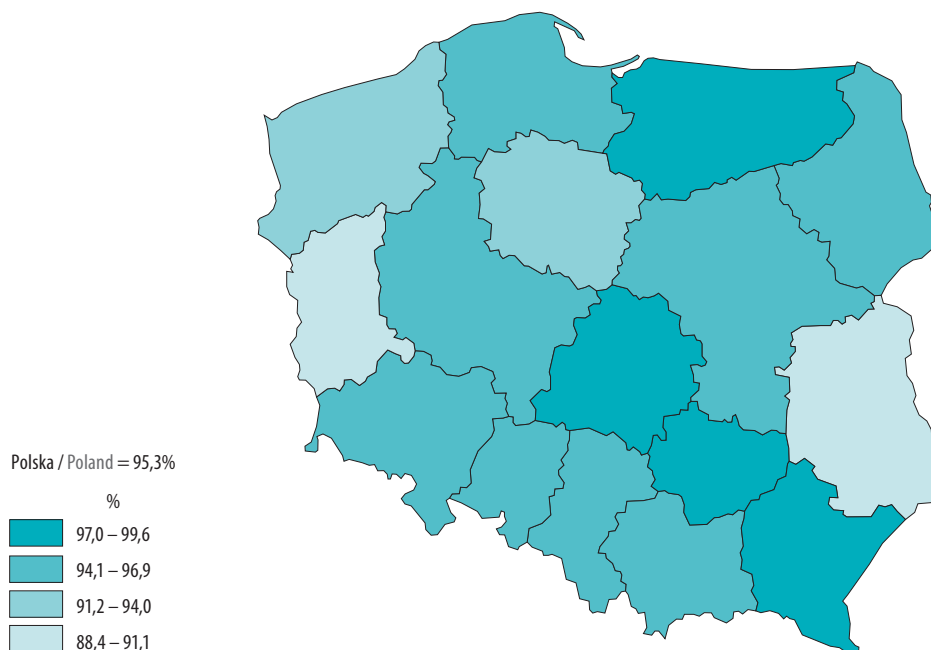 Polska / Poland = 95,3%
%
97,0 – 99,6
94,1 – 96,9
91,2 – 94,0
88,4 – 91,1